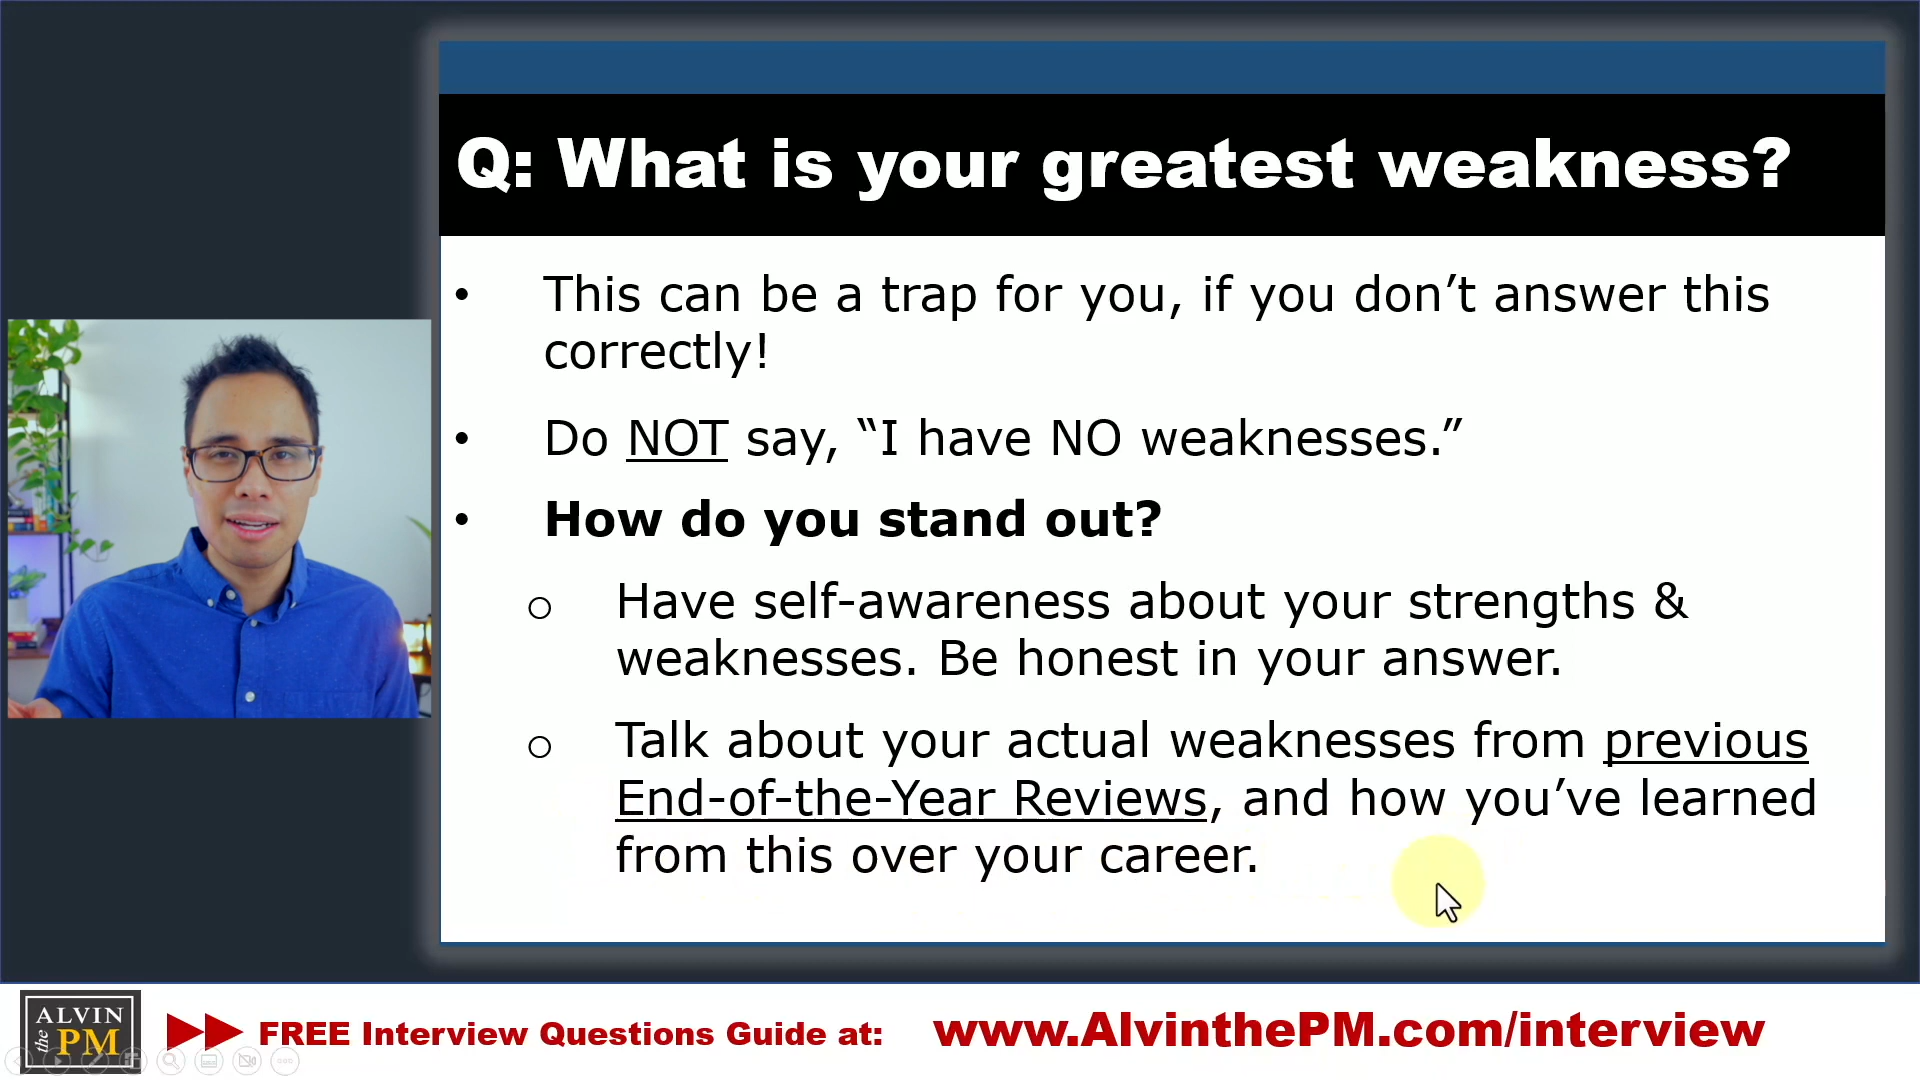 Q: What is your greatest weakness?
• This can be a trap for you, if you don’t answer this
correctly!
• Do NOT say, “I have NO weaknesses.”
• How do you stand out?
o Have self-awareness about your strengths &
weaknesses. Be honest in your answer.
o Talk about your actual weaknesses from previous
End-of-the-Year Reviews, and how you’ve learned
from this over your career.
ALVIN
the PM
FREE Interview Questions Guide at: www.AlvinthePM.com/interview